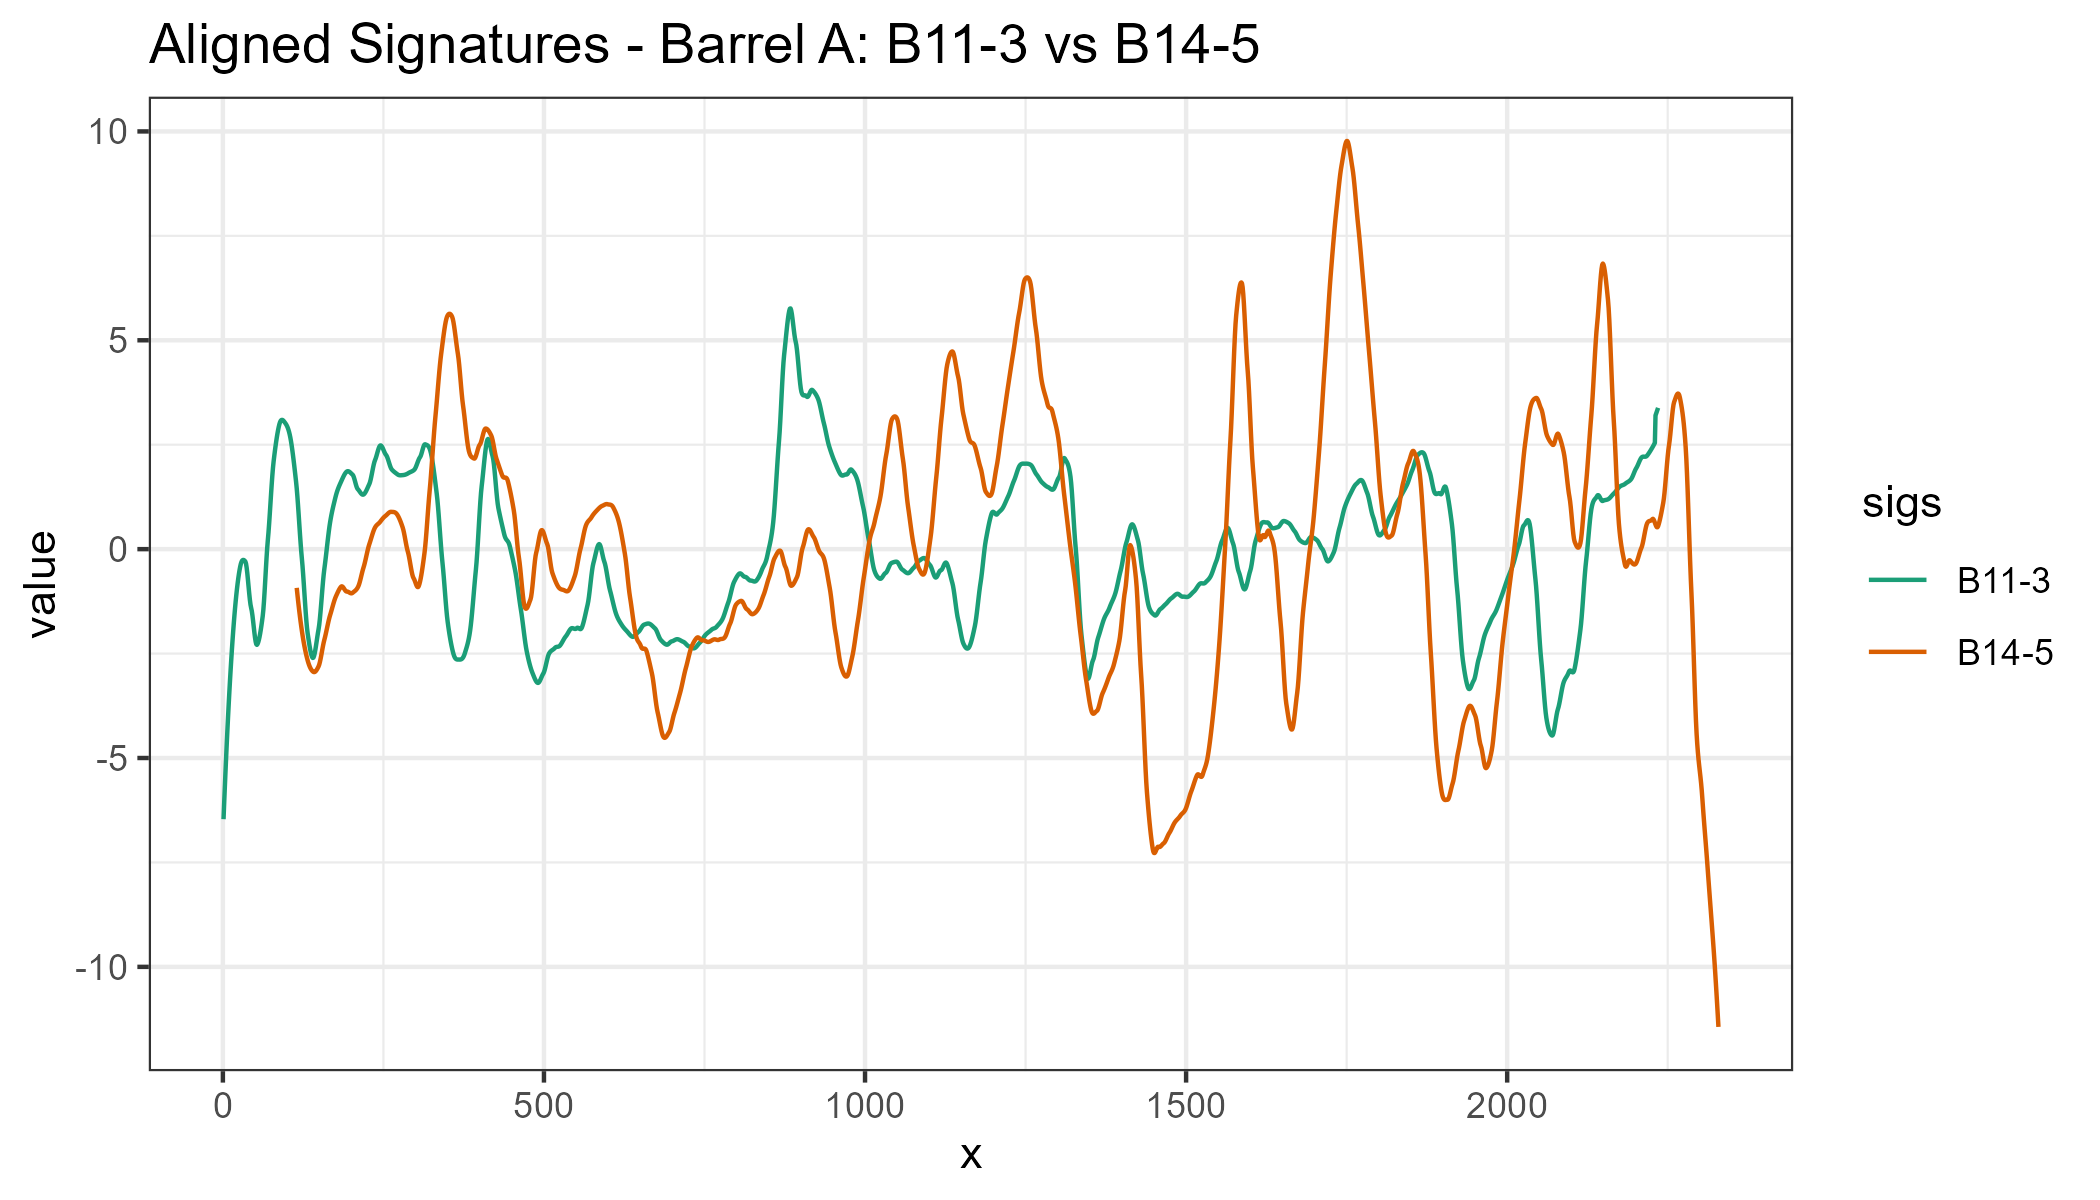 Aligned Signatures - Barrel A: B11-3 vs B14-5
10
5
0
-5
-10
value
0 500 1000 1500 2000
x
sigs
B11-3
B14-5